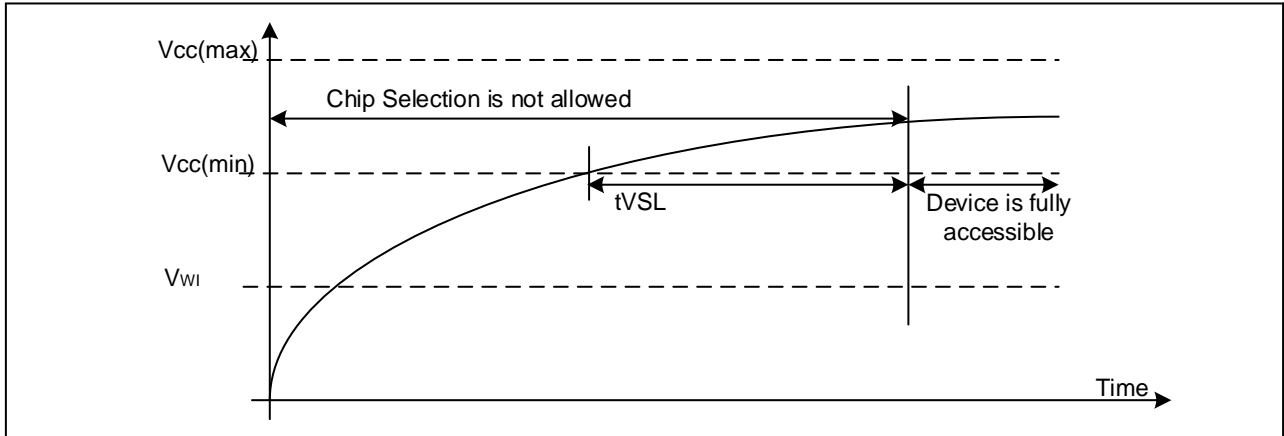 Vcc(max)
Chip Selection is not allowed
Vcc(min)
tVSL
Device is fully
accessible
VWI
Time